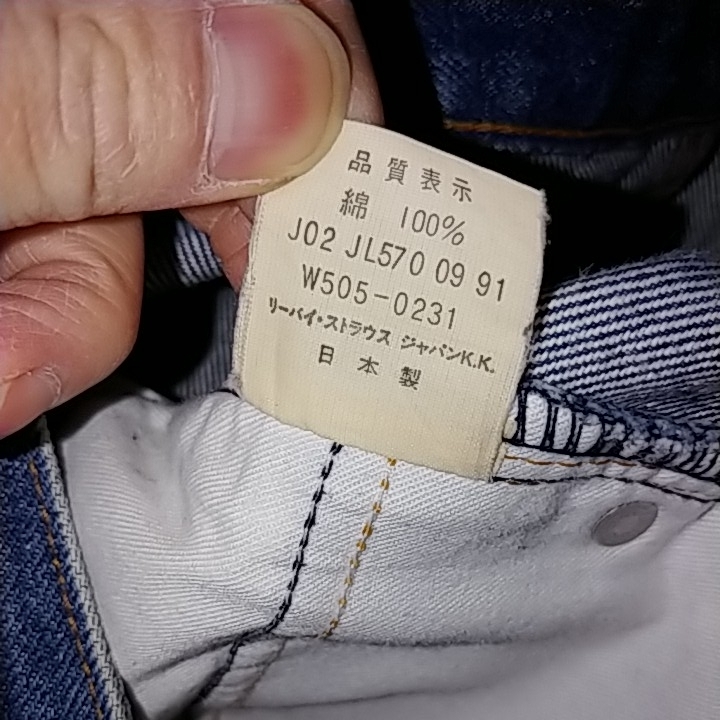 品質表示
綿 100%
J02 JL570 09 91
W505-0231
リーバイ・ストラウス ジャパンK.K.
日本製